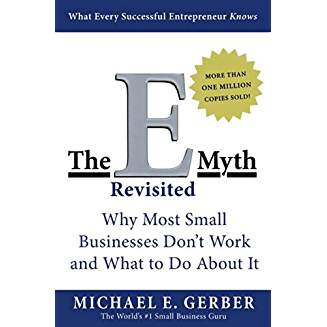 What Every Successful Entrepreneur Knows
MORE THAN
ONE MILLION
COPIES SOLD!
The E Myth
Revisited
Why Most Small
Businesses Don't Work
and What to Do About It
MICHAEL E. GERBER
The World's #1 Small Business Guru